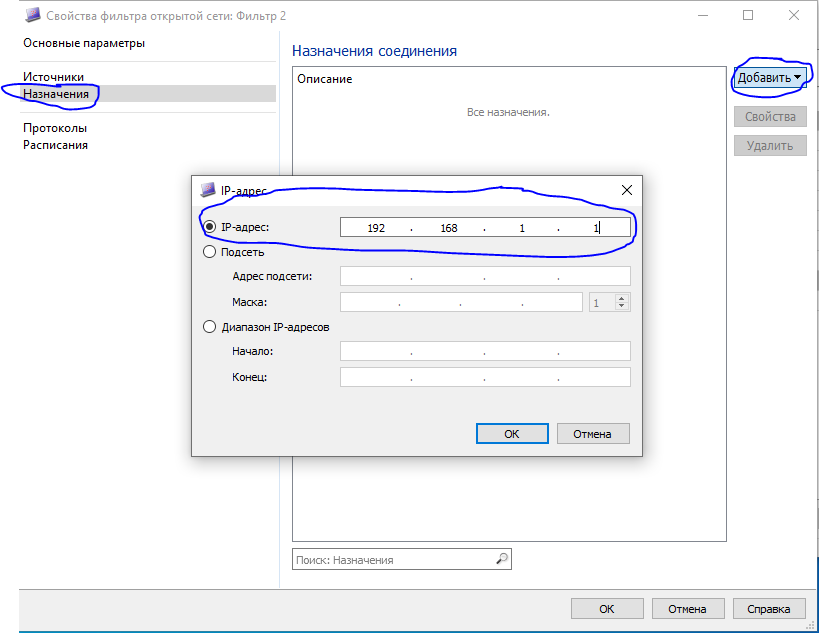 Свойства фильтра открытой сети: Фильтр 2
Основные параметры
Источники
Назначения
Протоколы
Расписания
Назначения соединения
Описание
Все назначения.
Добавить
Свойства
Удалить
IP-адрес
IP-адрес: 192 . 168 . 1 . 1
Подсеть
Адрес подсети: . . .
Маска: . . . 1
Диапазон IP-адресов
Начало: . . .
Конец: . . .
ОК Отмена
Поиск: Назначения
ОК Отмена Справка